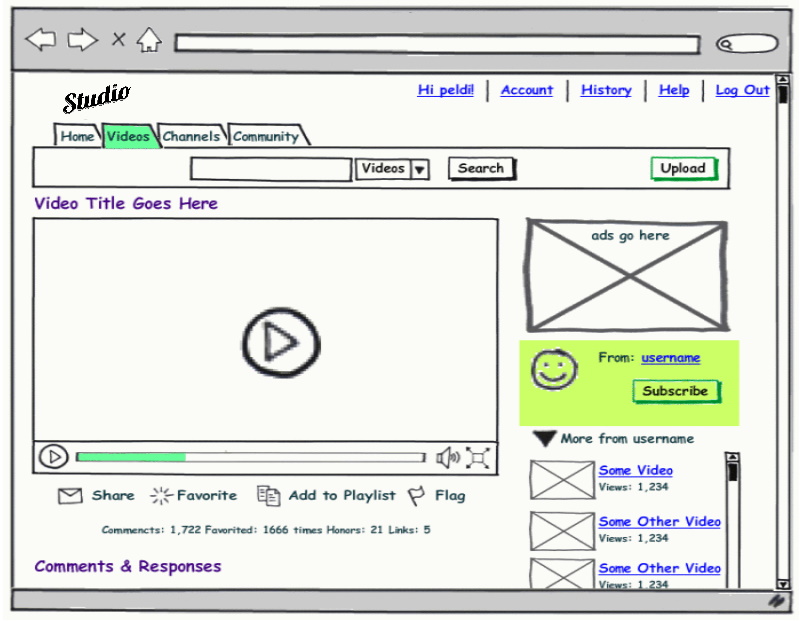 Studio
Hi peldi! Account History Help Log Out
Home Videos Channels Community
Videos Search Upload
Video Title Goes Here
ads go here
From: username
Subscribe
More from username
Some Video
Views: 1,234
Some Other Video
Views: 1,234
Some Other Video
Views: 1,234
Share Favorite Add to Playlist Flag
Commencts: 1,722 Favorited: 1666 times Honors: 21 Links: 5
Comments & Responses